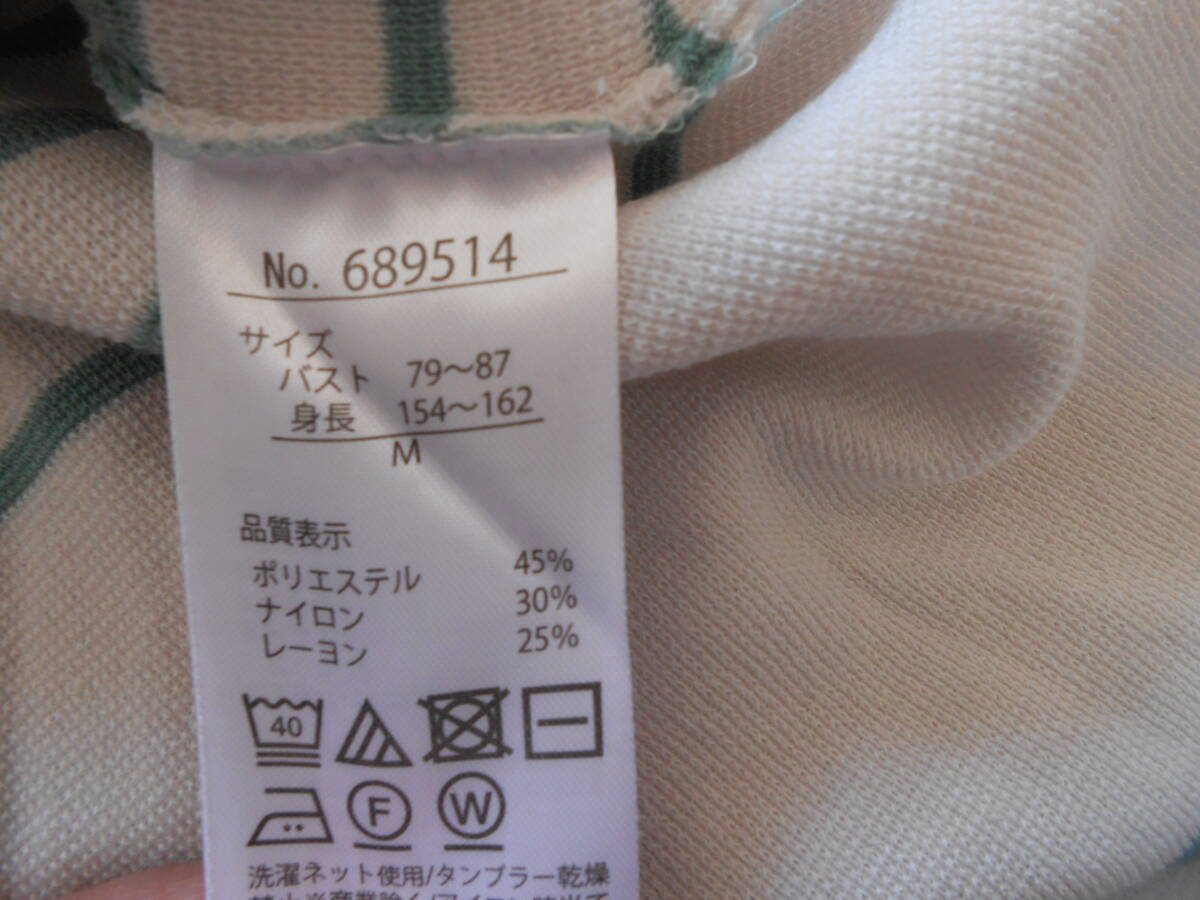 No. 689514
サイズ
バスト 79～87
身長 154～162
M
品質表示
ポリエステル 45%
ナイロン 30%
レーヨン 25%
40
F W
洗濯ネット使用/タンブラー乾燥